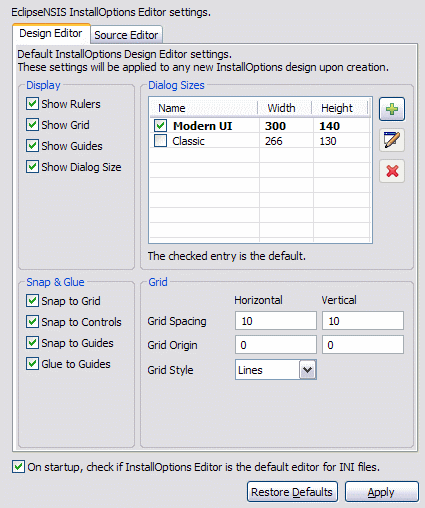 EclipseNSIS InstallOptions Editor settings.
Design Editor Source Editor
Default InstallOptions Design Editor settings.
These settings will be applied to any new InstallOptions design upon creation.
Display
Show Rulers
Show Grid
Show Guides
Show Dialog Size
Dialog Sizes
Name Width Height
Modern UI 300 140
Classic 266 130
The checked entry is the default.
Snap & Glue
Snap to Grid
Snap to Controls
Snap to Guides
Glue to Guides
Grid
Horizontal Vertical
Grid Spacing 10 10
Grid Origin 0 0
Grid Style Lines
On startup, check if InstallOptions Editor is the default editor for INI files.
Restore Defaults Apply